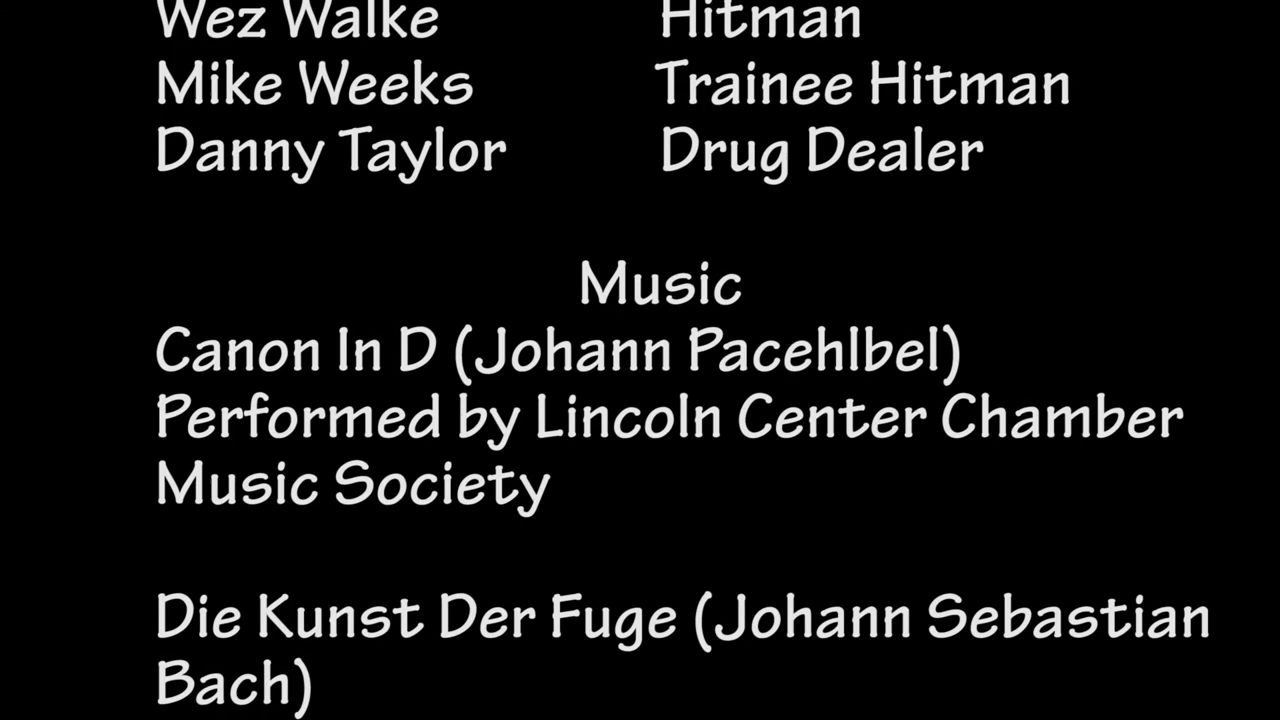 Wez Walke Hitman
Mike Weeks Trainee Hitman
Danny Taylor Drug Dealer
Music
Canon In D (Johann Pacehlbel)
Performed by Lincoln Center Chamber
Music Society
Die Kunst Der Fuge (Johann Sebastian
Bach)